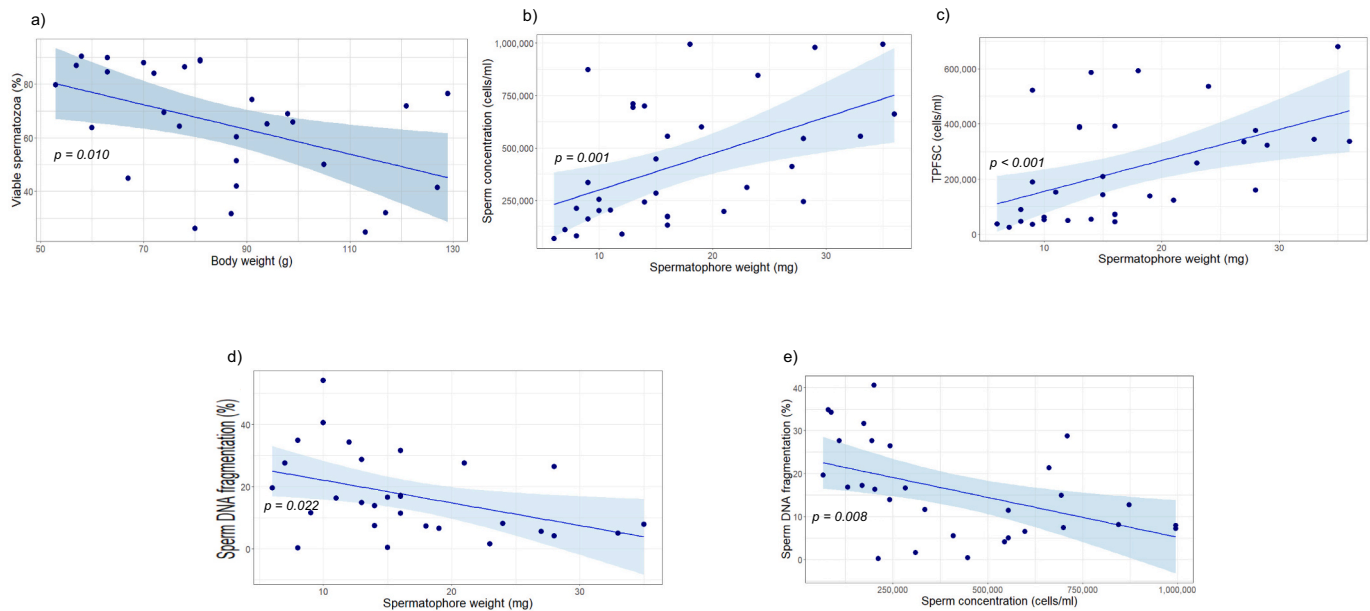 a)
Viable spermatozoa (%)
80
60
40
p = 0.010
50
70
90
110
130
Body weight (g)
b)
Sperm concentration (cells/ml)
1,000,000
750,000
500,000
250,000
p = 0.001
10
20
30
Spermatophore weight (mg)
c)
TPFSC (cells/ml)
600,000
400,000
200,000
0
p < 0.001
10
20
30
Spermatophore weight (mg)
d)
Sperm DNA fragmentation (%)
40
20
0
p = 0.022
10
20
30
Spermatophore weight (mg)
e)
Sperm DNA fragmentation (%)
40
30
20
10
0
p = 0.008
250,000
500,000
750,000
1,000,000
Sperm concentration (cells/ml)